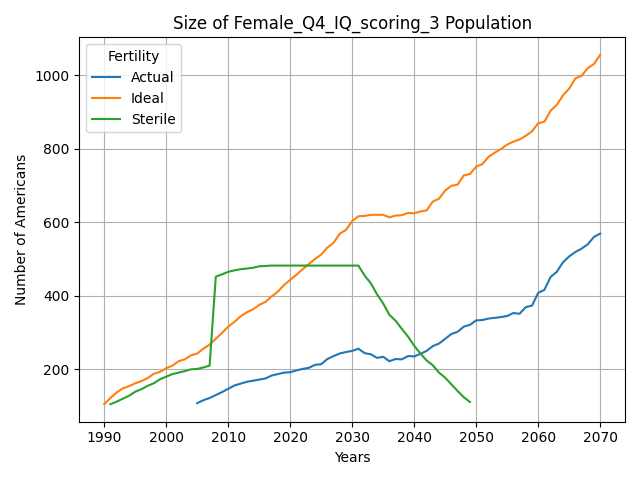 Size of Female_Q4_IQ_scoring_3 Population
Fertility
Actual
Ideal
Sterile
Number of Americans
1000
800
600
400
200
1990 2000 2010 2020 2030 2040 2050 2060 2070
Years